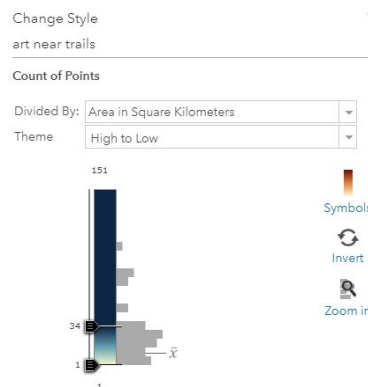 Change Style
art near trails
Count of Points
Divided By: Area in Square Kilometers
Theme High to Low
151
Symbols
Invert
Zoom in
34
x̄
1
1